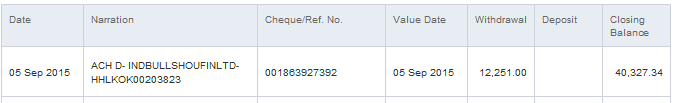 Date Narration Cheque/Ref. No. Value Date Withdrawal Deposit Closing Balance
05 Sep 2015 ACH D- INDBULLSHOUFINLTD-HHLKOK00203823 001863927392 05 Sep 2015 12,251.00 40,327.34